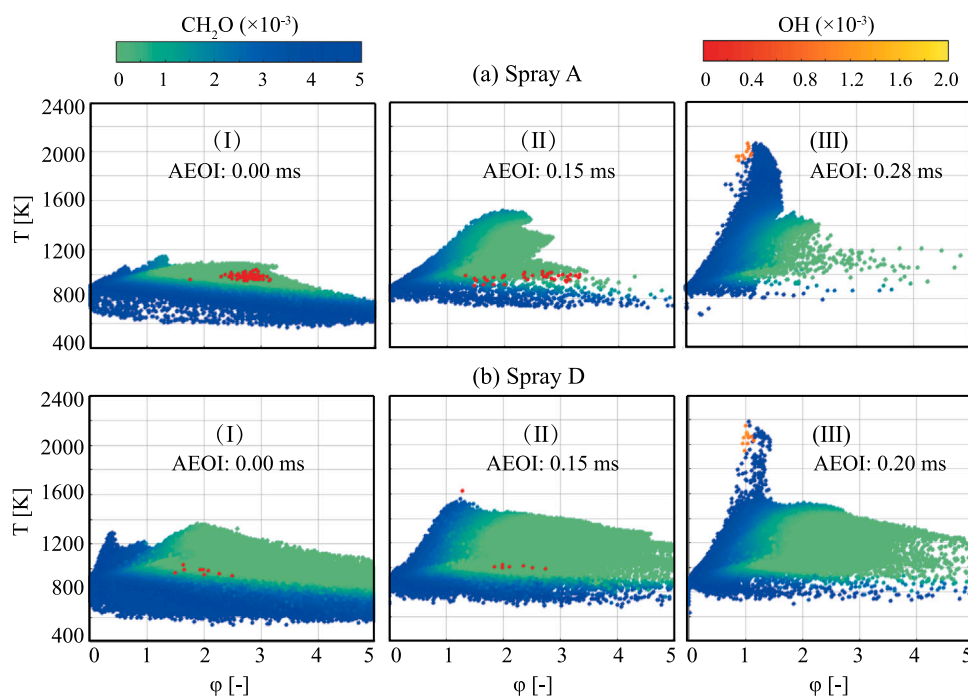 CH₂O (×10⁻³) OH (×10⁻³)
0 1 2 3 4 5 0 0.4 0.8 1.2 1.6 2.0
(a) Spray A
2400
2000
1600
1200
800
400
T [K]
(I)
AEOI: 0.00 ms
(II)
AEOI: 0.15 ms
(III)
AEOI: 0.28 ms
(b) Spray D
2400
2000
1600
1200
800
400
T [K]
(I)
AEOI: 0.00 ms
(II)
AEOI: 0.15 ms
(III)
AEOI: 0.20 ms
0 1 2 3 4 5 0 1 2 3 4 5 0 1 2 3 4 5
φ [-] φ [-] φ [-]